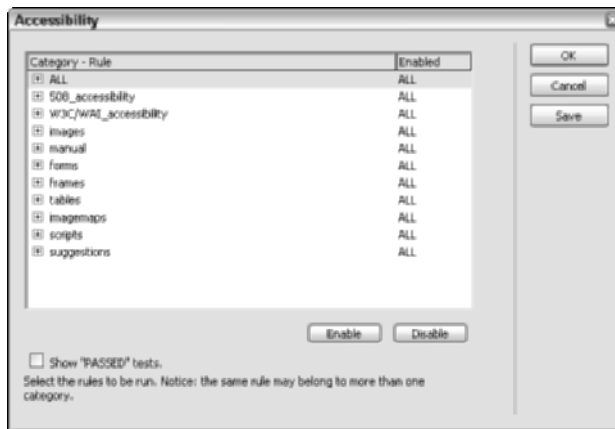 Accessibility
Category - Rule Enabled
ALL ALL
508_accessibility ALL
W3C/WAI_accessibility ALL
images ALL
manual ALL
forms ALL
frames ALL
tables ALL
imagemaps ALL
scripts ALL
suggestions ALL
OK
Cancel
Save
Enable Disable
Show "PASSED" tests.
Select the rules to be run. Notice: the same rule may belong to more than one
category.